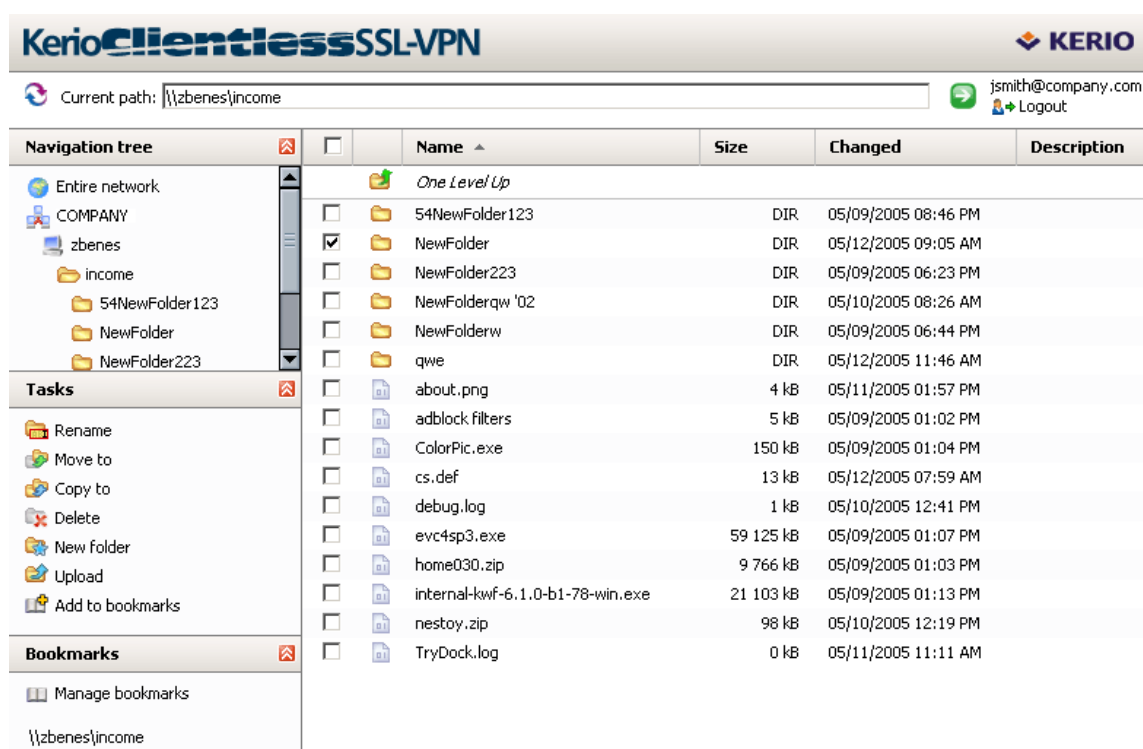 KerioClientlessSSL-VPN
KERIO
Current path: \\zbenes\income
jsmith@company.com
Logout
Navigation tree
Entire network
COMPANY
zbenes
income
54NewFolder123
NewFolder
NewFolder223
Tasks
Rename
Move to
Copy to
Delete
New folder
Upload
Add to bookmarks
Bookmarks
Manage bookmarks
\\zbenes\income
Name Size Changed Description
One Level Up
54NewFolder123 DIR 05/09/2005 08:46 PM
NewFolder DIR 05/12/2005 09:05 AM
NewFolder223 DIR 05/09/2005 06:23 PM
NewFolderqw '02 DIR 05/10/2005 08:26 AM
NewFolderw DIR 05/09/2005 06:44 PM
qwe DIR 05/12/2005 11:46 AM
about.png 4 kB 05/11/2005 01:57 PM
adblock filters 5 kB 05/09/2005 01:02 PM
ColorPic.exe 150 kB 05/09/2005 01:04 PM
cs.def 13 kB 05/12/2005 07:59 AM
debug.log 1 kB 05/10/2005 12:41 PM
evc4sp3.exe 59 125 kB 05/09/2005 01:07 PM
home030.zip 9 766 kB 05/09/2005 01:03 PM
internal-kwf-6.1.0-b1-78-win.exe 21 103 kB 05/09/2005 01:13 PM
nestoy.zip 98 kB 05/10/2005 12:19 PM
TryDock.log 0 kB 05/11/2005 11:11 AM